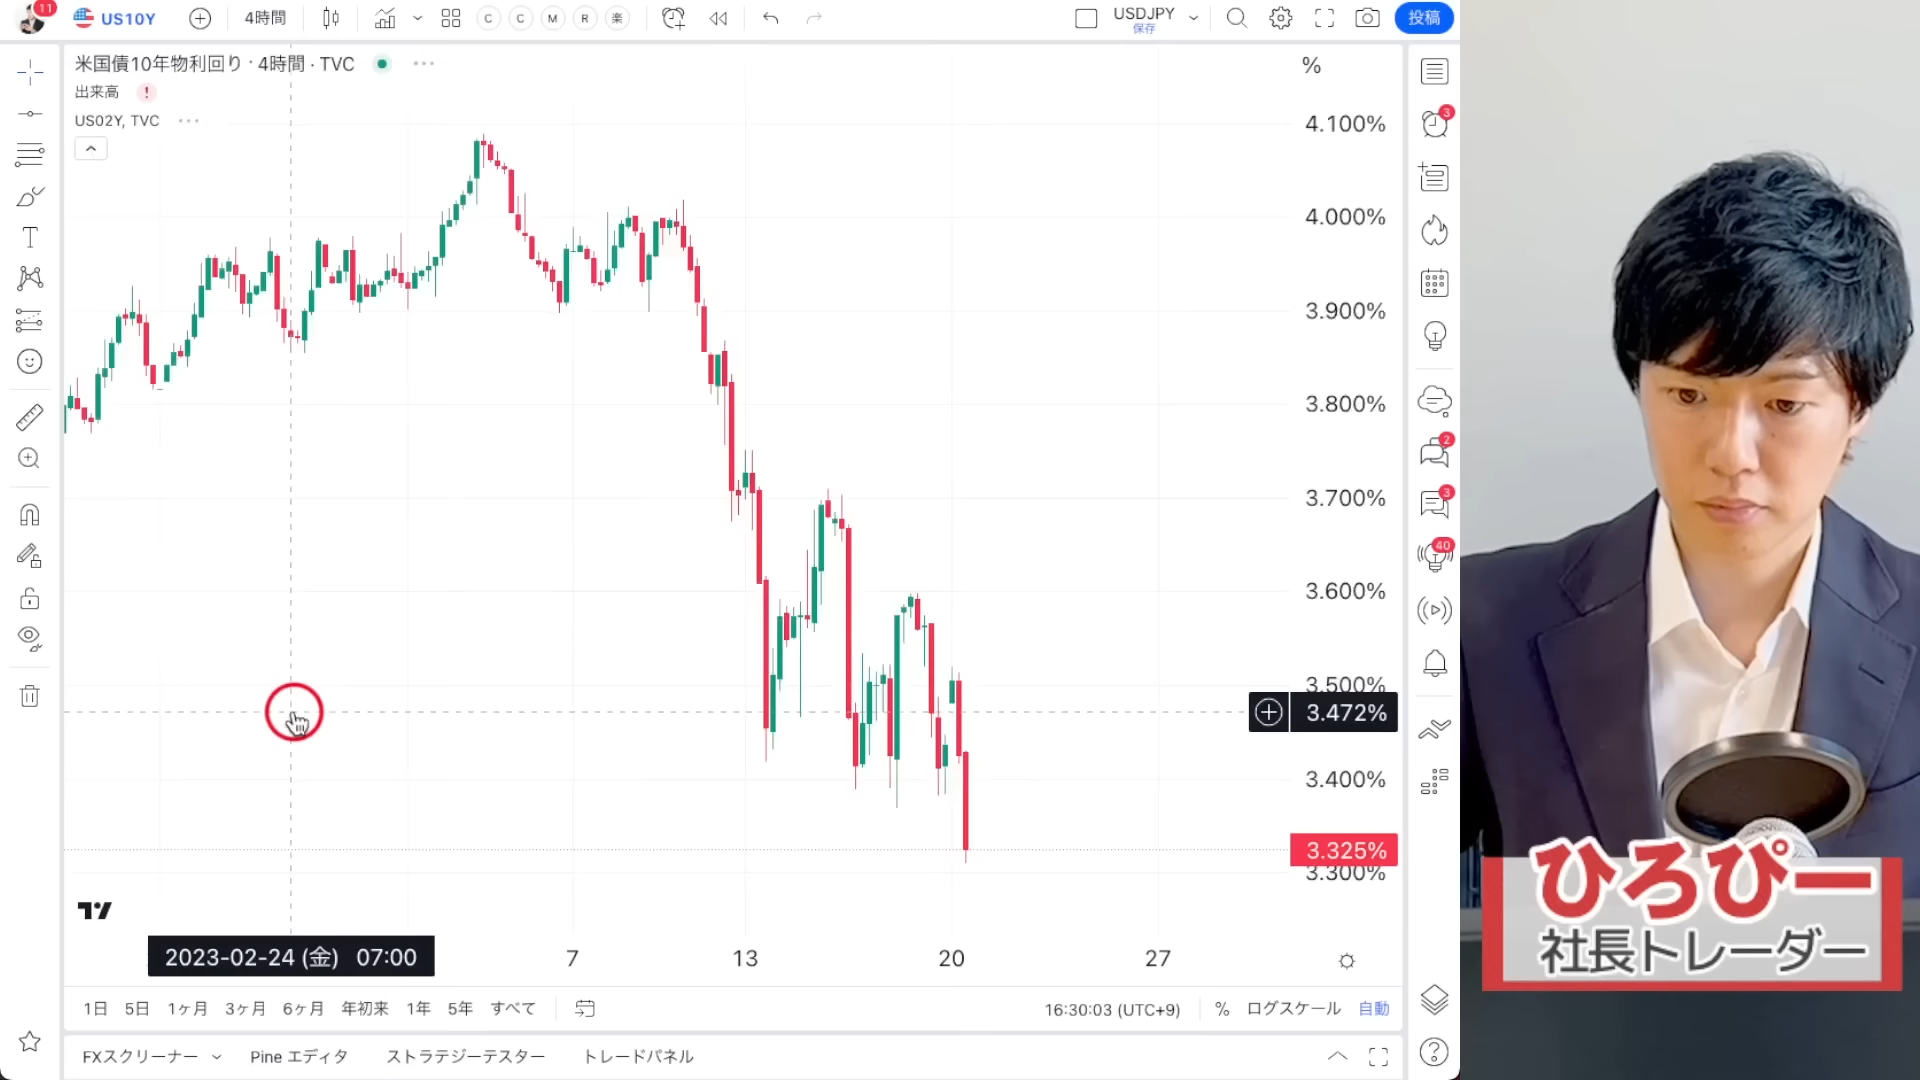 11
US10Y
4時間
C
C
M
R
楽
USDJPY
保存
投稿
米国債10年物利回り · 4時間 · TVC
出来高
!
US02Y, TVC
%
4.100%
4.000%
3.900%
3.800%
3.700%
3.600%
3.500%
3.472%
3.400%
3.325%
3.300%
2023-02-24 (金) 07:00
7
13
20
27
1日 5日 1ヶ月 3ヶ月 6ヶ月 年初来 1年 5年 すべて
16:30:03 (UTC+9)
% ログスケール 自動
FXスクリーナー
Pine エディタ
ストラテジーテスター
トレードパネル
3
2
3
40
ひろぴー
社長トレーダー